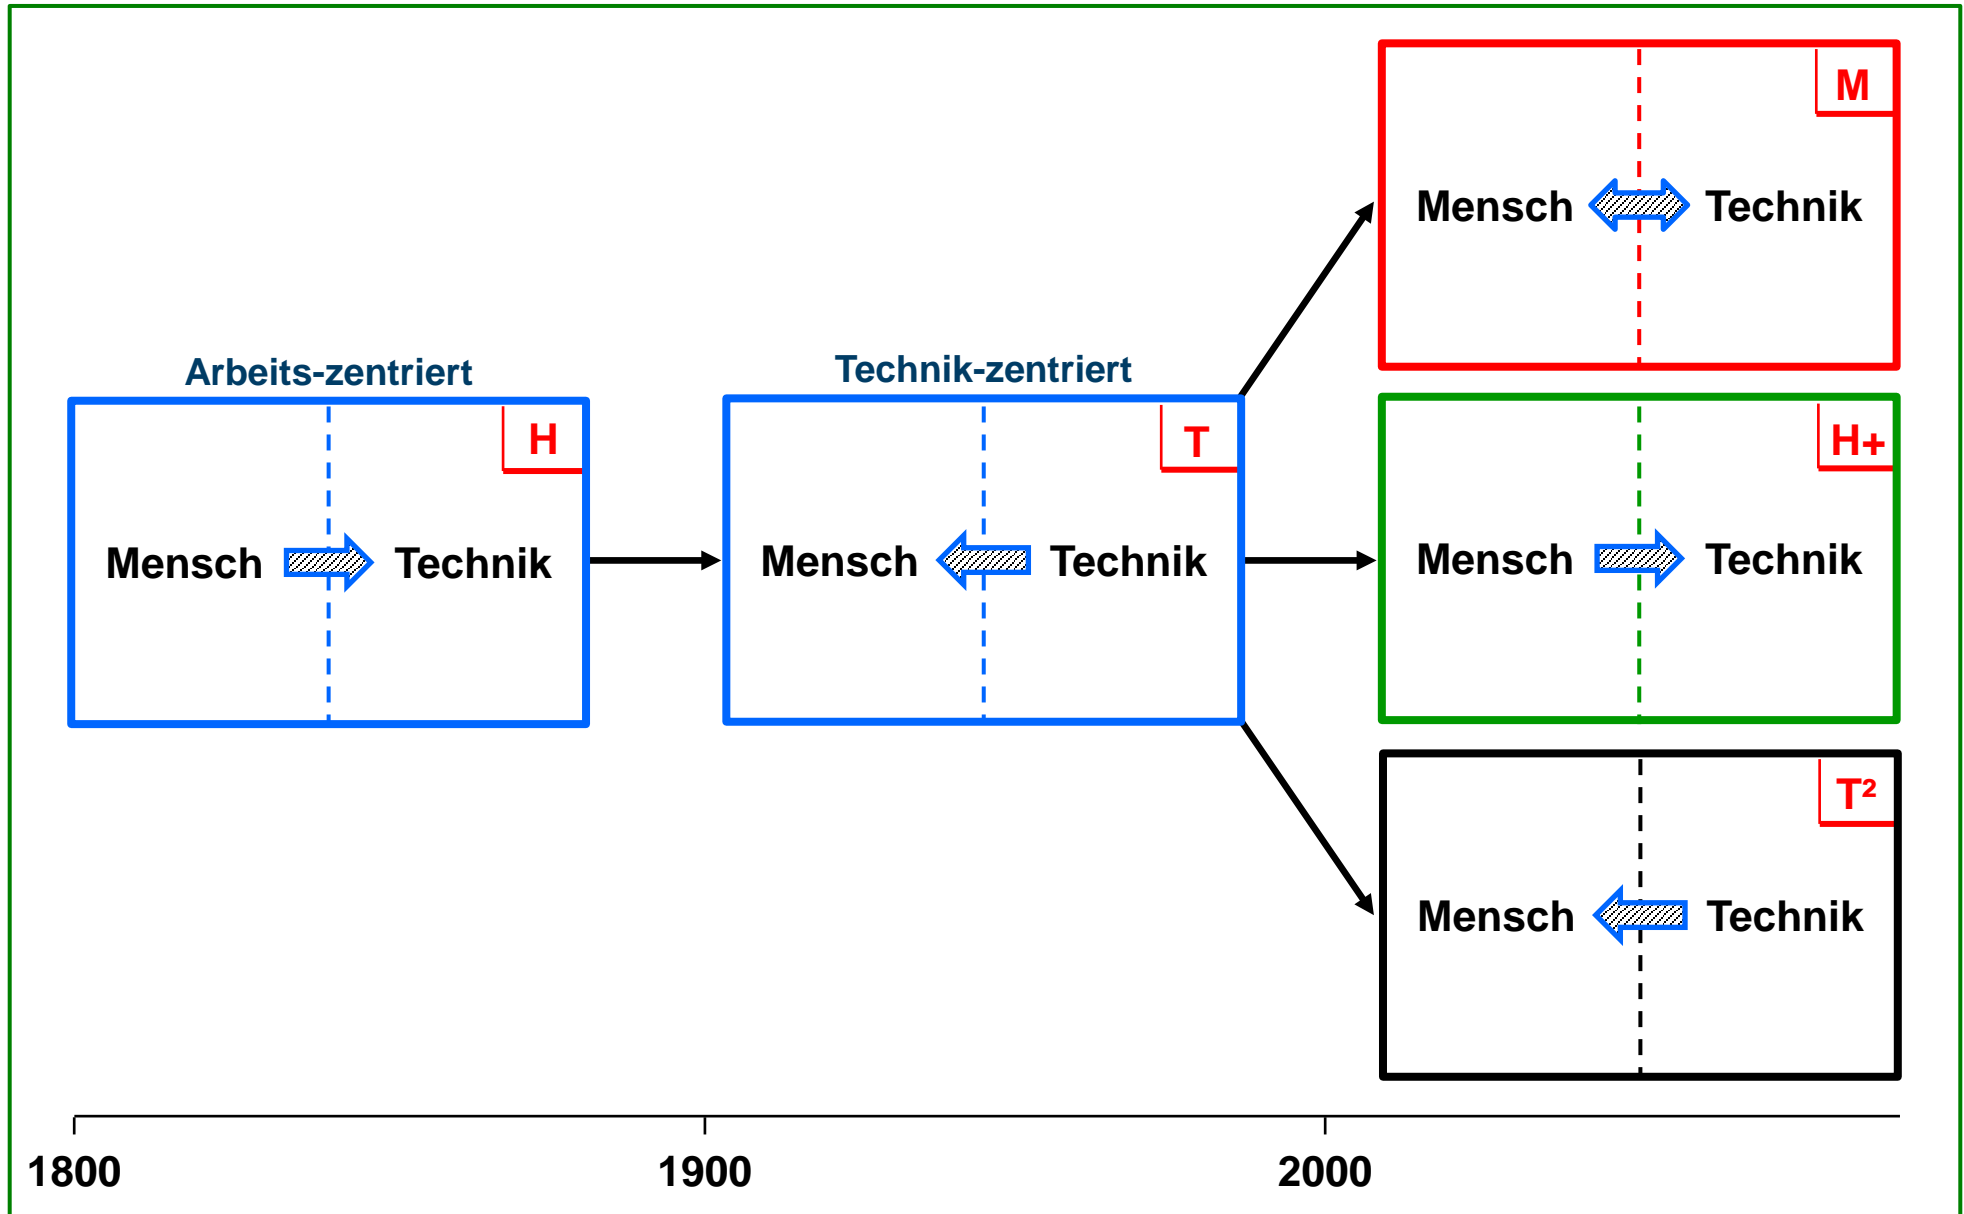 M
Mensch Technik
Arbeits-zentriert
H
Mensch Technik
Technik-zentriert
T
Mensch Technik
H+
Mensch Technik
T²
Mensch Technik
1800 1900 2000